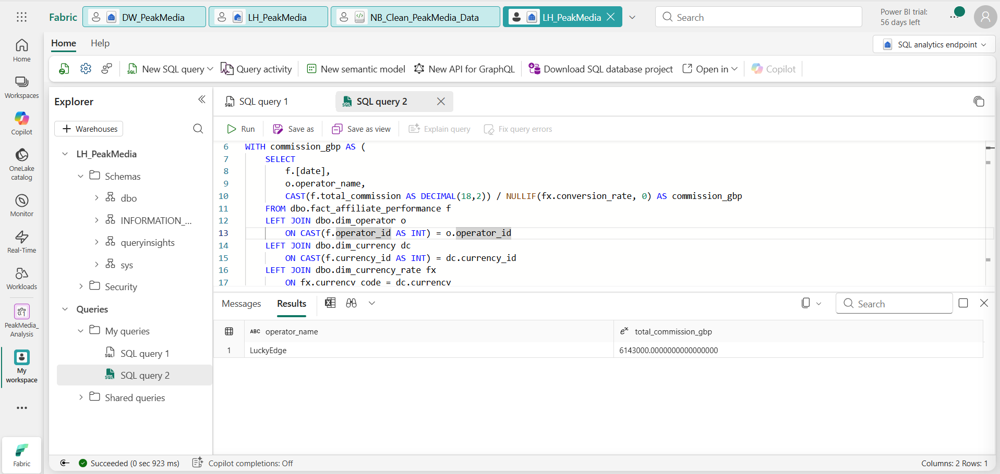 Fabric
DW_PeakMedia
LH_PeakMedia
NB_Clean_PeakMedia_Data
LH_PeakMedia
Search
Power BI trial:
56 days left
Home
Help
SQL analytics endpoint
New SQL query
Query activity
New semantic model
New API for GraphQL
Download SQL database project
Open in
Copilot
Home
Workspaces
Copilot
OneLake
catalog
Monitor
Real-Time
Workloads
PeakMedia_
Analysis
My
workspace
Fabric
Explorer
Warehouses
LH_PeakMedia
Schemas
dbo
INFORMATION_...
queryinsights
sys
Security
Queries
My queries
SQL query 1
SQL query 2
Shared queries
SQL query 1
SQL query 2
Run
Save as
Save as view
Explain query
Fix query errors
6 WITH commission_gbp AS (
7 SELECT
8 f.[date],
9 o.operator_name,
10 CAST(f.total_commission AS DECIMAL(18,2)) / NULLIF(fx.conversion_rate, 0) AS commission_gbp
11 FROM dbo.fact_affiliate_performance f
12 LEFT JOIN dbo.dim_operator o
13 ON CAST(f.operator_id AS INT) = o.operator_id
14 LEFT JOIN dbo.dim_currency dc
15 ON CAST(f.currency_id AS INT) = dc.currency_id
16 LEFT JOIN dbo.dim_currency_rate fx
17 ON fx.currency_code = dc.currency
Messages
Results
Search
ABC operator_name
eˣ total_commission_gbp
1 LuckyEdge 6143000.0000000000000000
Succeeded (0 sec 923 ms)
Copilot completions: Off
Columns: 2 Rows: 1